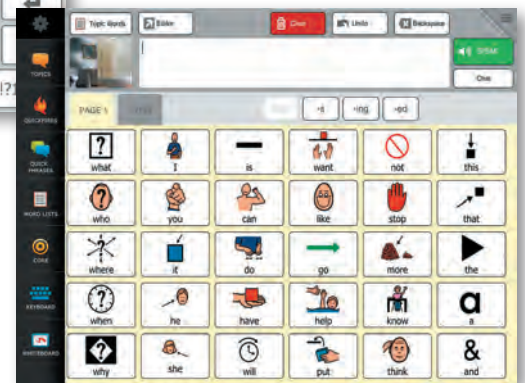 Topic Words Clear Undo Backspace
SPEAK
Clear
TOPICS
QUICKFIRES
QUICK PHRASES
WORD LISTS
CORE
KEYBOARD
WHITEBOARD
PAGE 1
-s -ing -ed
what I is want not this
who you can like stop that
where it do go more the
when he have help know a
why she will put think and
!?1